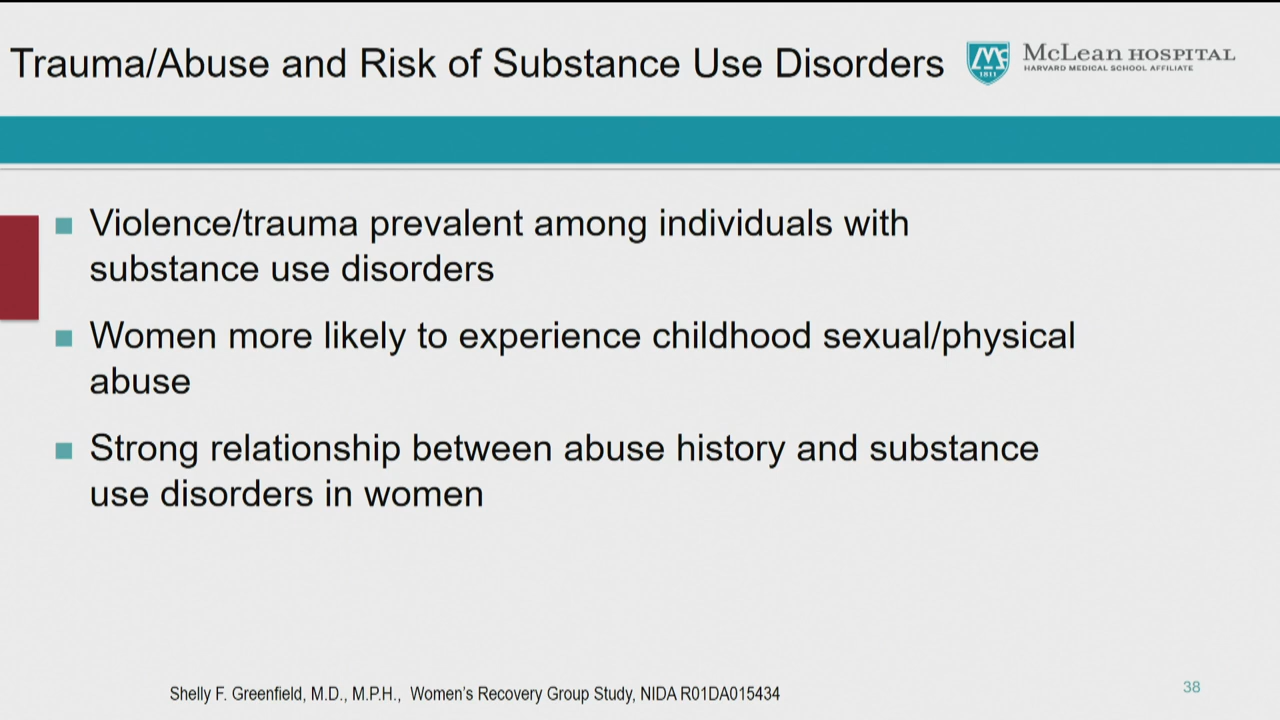 Trauma/Abuse and Risk of Substance Use Disorders
Mc
1811
McLean HOSPITAL
HARVARD MEDICAL SCHOOL AFFILIATE
Violence/trauma prevalent among individuals with
substance use disorders
Women more likely to experience childhood sexual/physical
abuse
Strong relationship between abuse history and substance
use disorders in women
Shelly F. Greenfield, M.D., M.P.H., Women's Recovery Group Study, NIDA R01DA015434
38